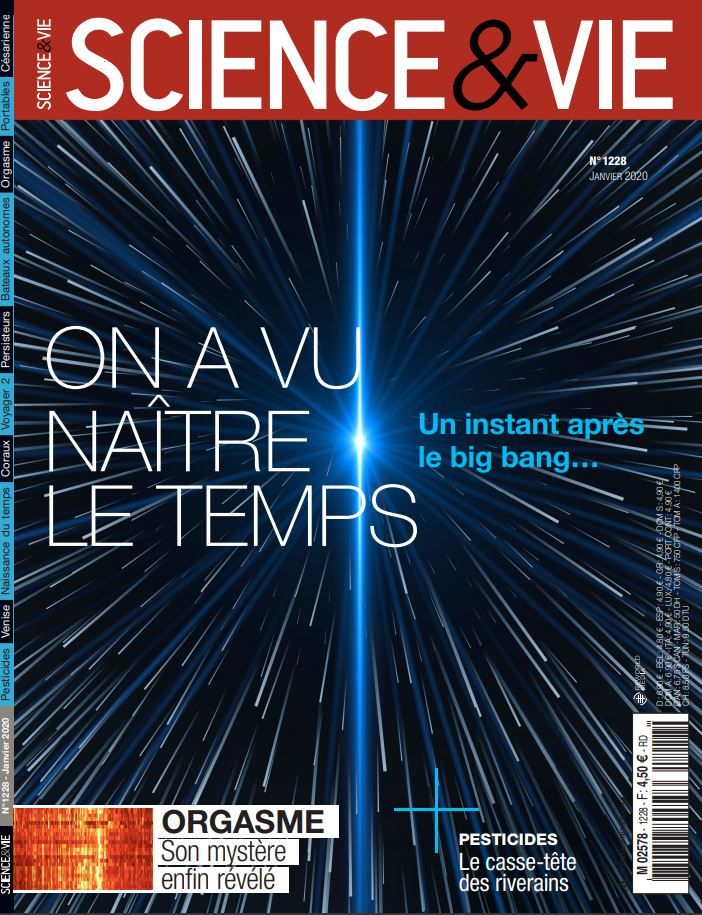 SCIENCE&VIE
SCIENCE&VIE
N° 1228
JANVIER 2020
ON A VU
NAÎTRE
LE TEMPS
Un instant après
le big bang...
ORGASME
Son mystère
enfin révélé
PESTICIDES
Le casse-tête
des riverains
M 02578 - 1228 - F: 4,50 € - RD
SCIENCE&VIE
N° 1228 - Janvier 2020
Pesticides
Venise
Naissance du temps
Coraux
Voyager 2
Persisteurs
Bateaux autonomes
Orgasme
Portables
Césarienne